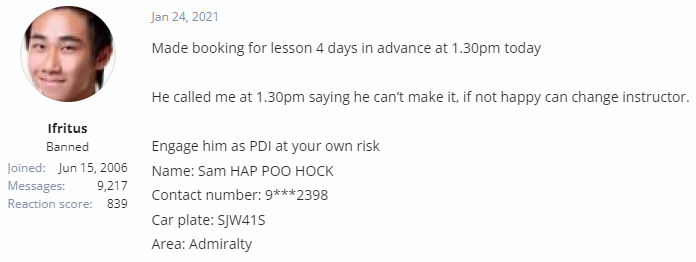 Jan 24, 2021
Made booking for lesson 4 days in advance at 1.30pm today
He called me at 1.30pm saying he can't make it, if not happy can change instructor.
Ifritus
Banned
Joined: Jun 15, 2006
Messages: 9,217
Reaction score: 839
Engage him as PDI at your own risk
Name: Sam HAP POO HOCK
Contact number: 9***2398
Car plate: SJW41S
Area: Admiralty